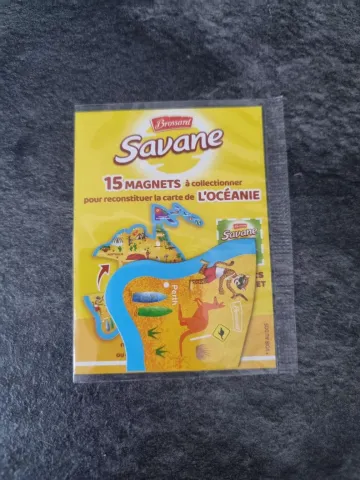 Brossard
Savane
15 MAGNETS à collectionner
pour reconstituer la carte de L'OCÉANIE
Savane
Perth